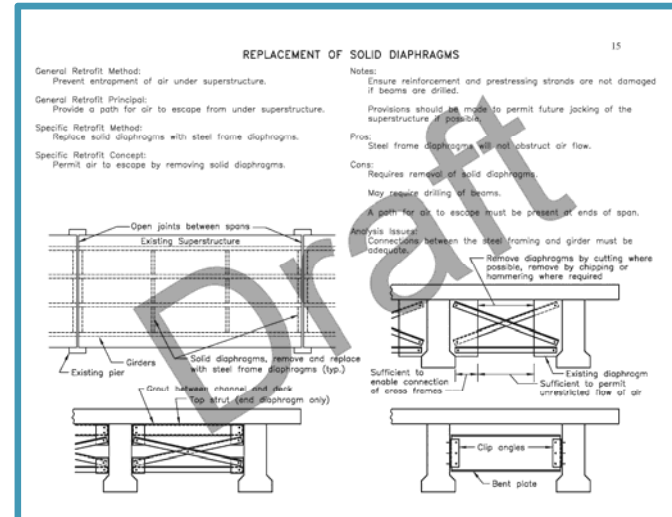 15
REPLACEMENT OF SOLID DIAPHRAGMS
General Retrofit Method:
Prevent entrapment of air under superstructure.
General Retrofit Principal:
Provide a path for air to escape from under superstructure.
Specific Retrofit Method:
Replace solid diaphragms with steel frame diaphragms.
Specific Retrofit Concept:
Permit air to escape by removing solid diaphragms.
Notes:
Ensure reinforcement and prestressing strands are not damaged
if beams are drilled.
Provisions should be made to permit future jacking of the
superstructure if possible.
Pros:
Steel frame diaphragms will not obstruct air flow.
Cons:
Requires removal of solid diaphragms.
May require drilling of beams.
A path for air to escape must be present at ends of span.
Analysis Issues:
Connections between the steel framing and girder must be
adequate.
Open joints between spans
Existing Superstructure
Girders
Existing pier
Solid diaphragms, remove and replace
with steel frame diaphragms (typ.)
Remove diaphragms by cutting where
possible, remove by chipping or
hammering where required
Existing diaphragm
Sufficient to
enable connection
of cross frames
Sufficient to permit
unrestricted flow of air
Grout between channel and deck
Top strut (end diaphragm only)
Clip angles
Bent plate
Draft